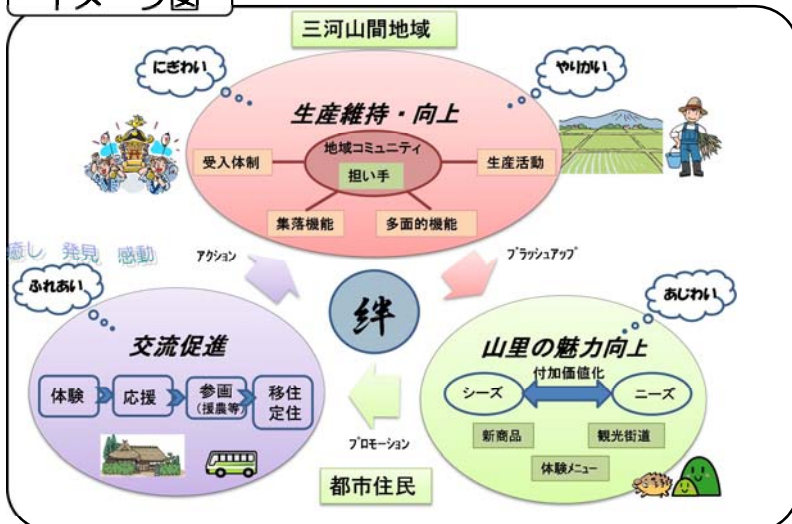 イメージ図
三河山間地域
にぎわい
やりがい
生産維持・向上
地域コミュニティ
担い手
受入体制
生産活動
集落機能
多面的機能
癒し 発見 感動
アクション
ブラッシュアップ
ふれあい
絆
あじわい
交流促進
体験
応援
参画
(援農等)
移住
定住
山里の魅力向上
付加価値化
シーズ
ニーズ
新商品
観光街道
体験メニュー
プロモーション
都市住民